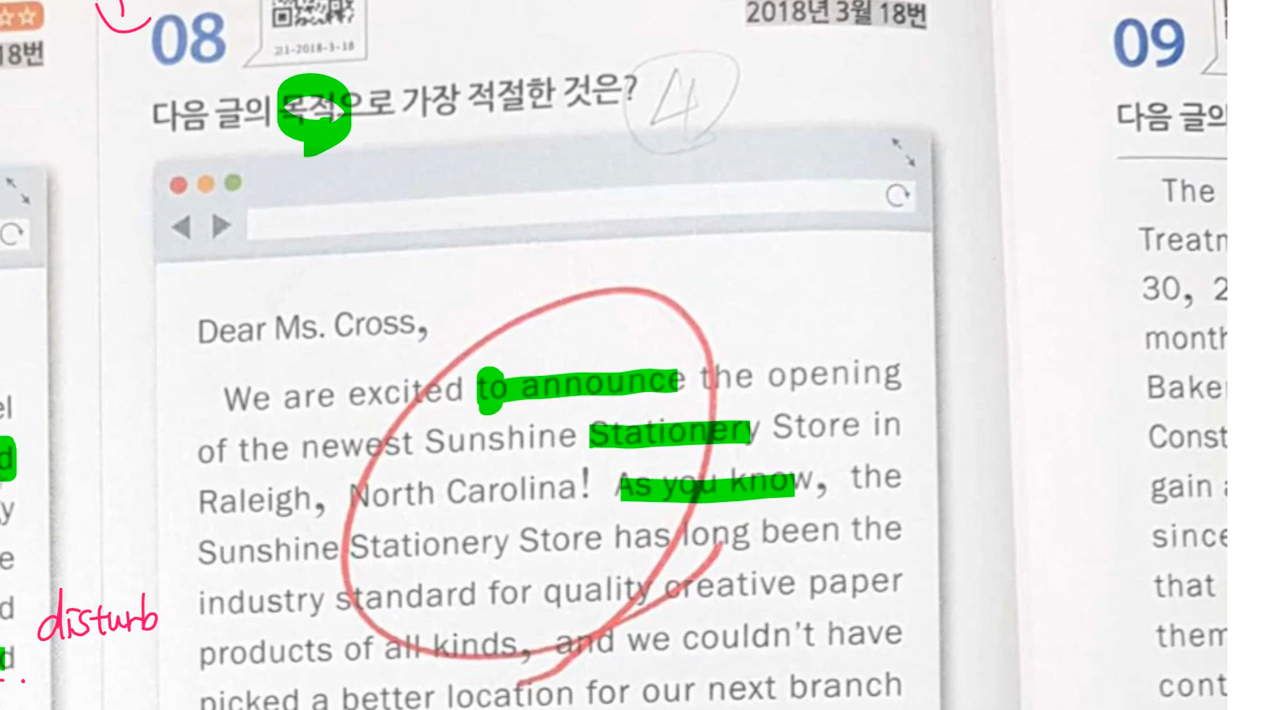 18번
08
21-2018-3-18
2018년 3월 18번
다음 글의 목적으로 가장 적절한 것은?
4
Dear Ms. Cross,
We are excited to announce the opening
of the newest Sunshine Stationery Store in
Raleigh, North Carolina! As you know, the
Sunshine Stationery Store has long been the
industry standard for quality creative paper
products of all kinds, and we couldn't have
picked a better location for our next branch
disturb
09
다음 글의
The
Treatm
30, 2
month
Baker
Const
gain
since
that
them
cont